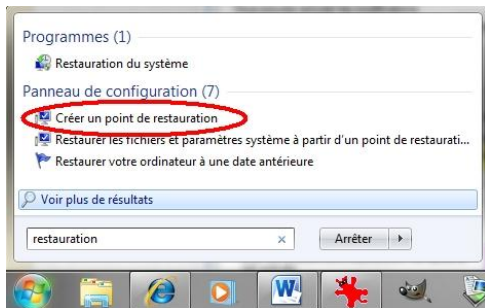 Programmes (1)
Restauration du système
Panneau de configuration (7)
Créer un point de restauration
Restaurer les fichiers et paramètres système à partir d'un point de restaurati...
Restaurer votre ordinateur à une date antérieure
Voir plus de résultats
restauration
Arrêter